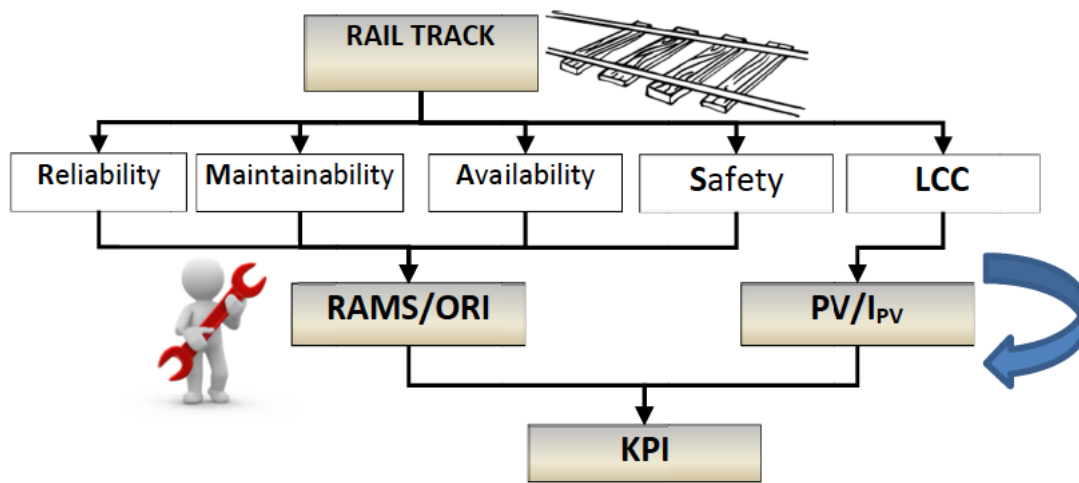 RAIL TRACK
Reliability
Maintainability
Availability
Safety
LCC
RAMS/ORI
PV/IPV
KPI